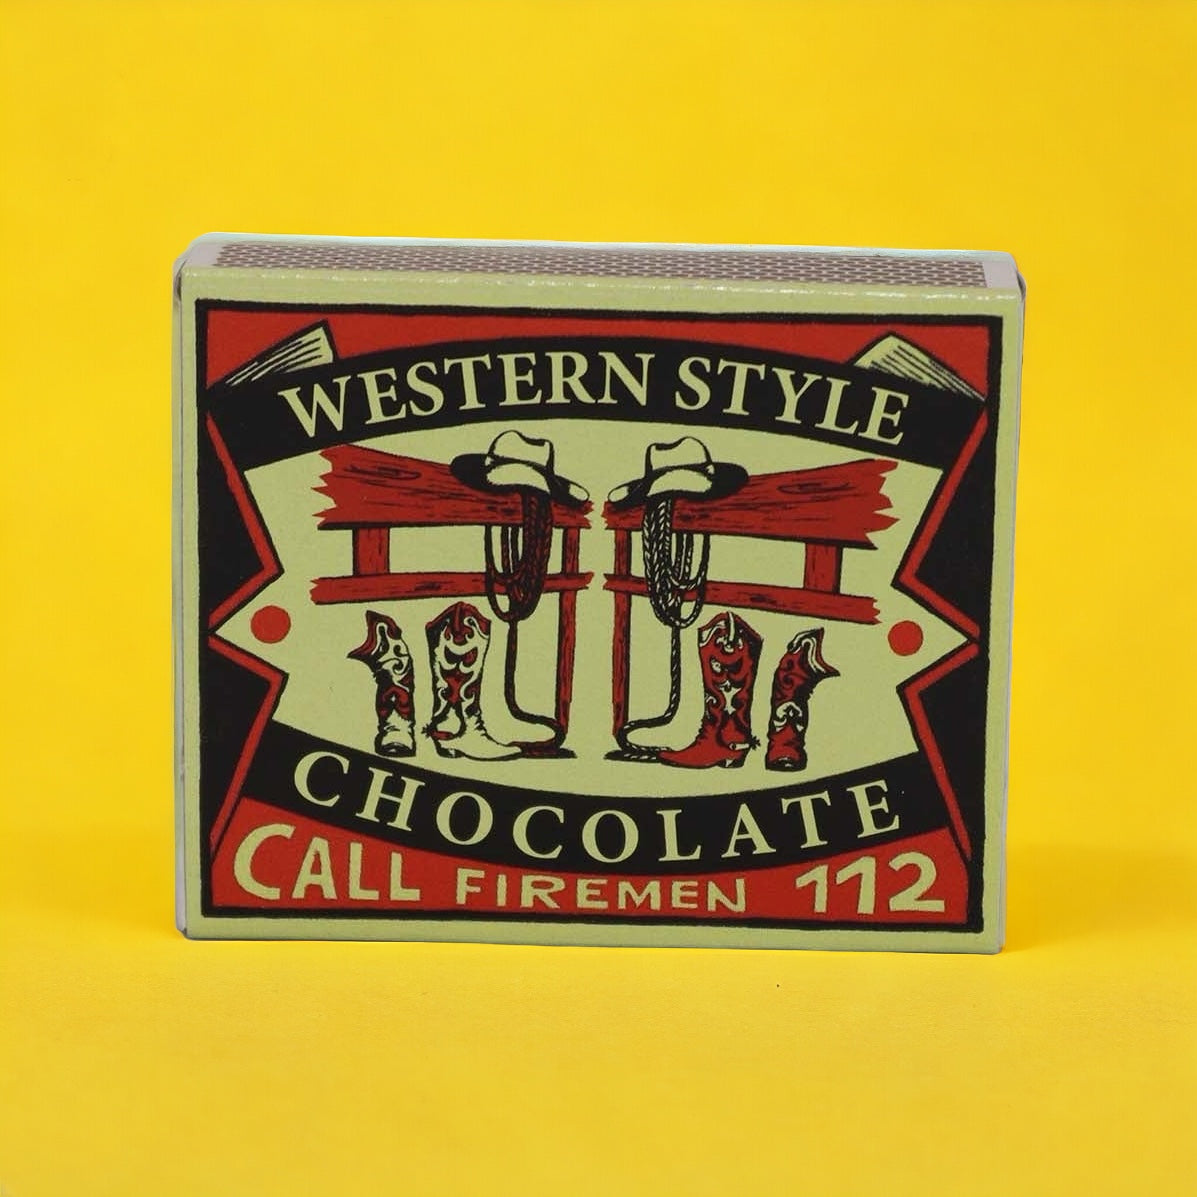 WESTERN STYLE
CHOCOLATE
CALL FIREMEN 112